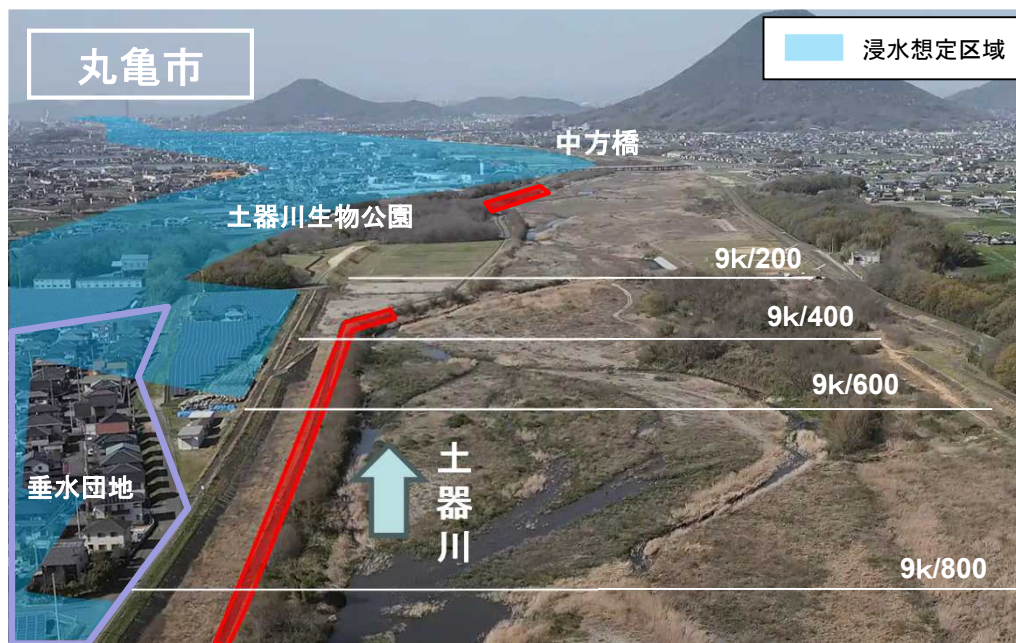 丸亀市
浸水想定区域
中方橋
土器川生物公園
9k/200
9k/400
9k/600
垂水団地
土器川
9k/800